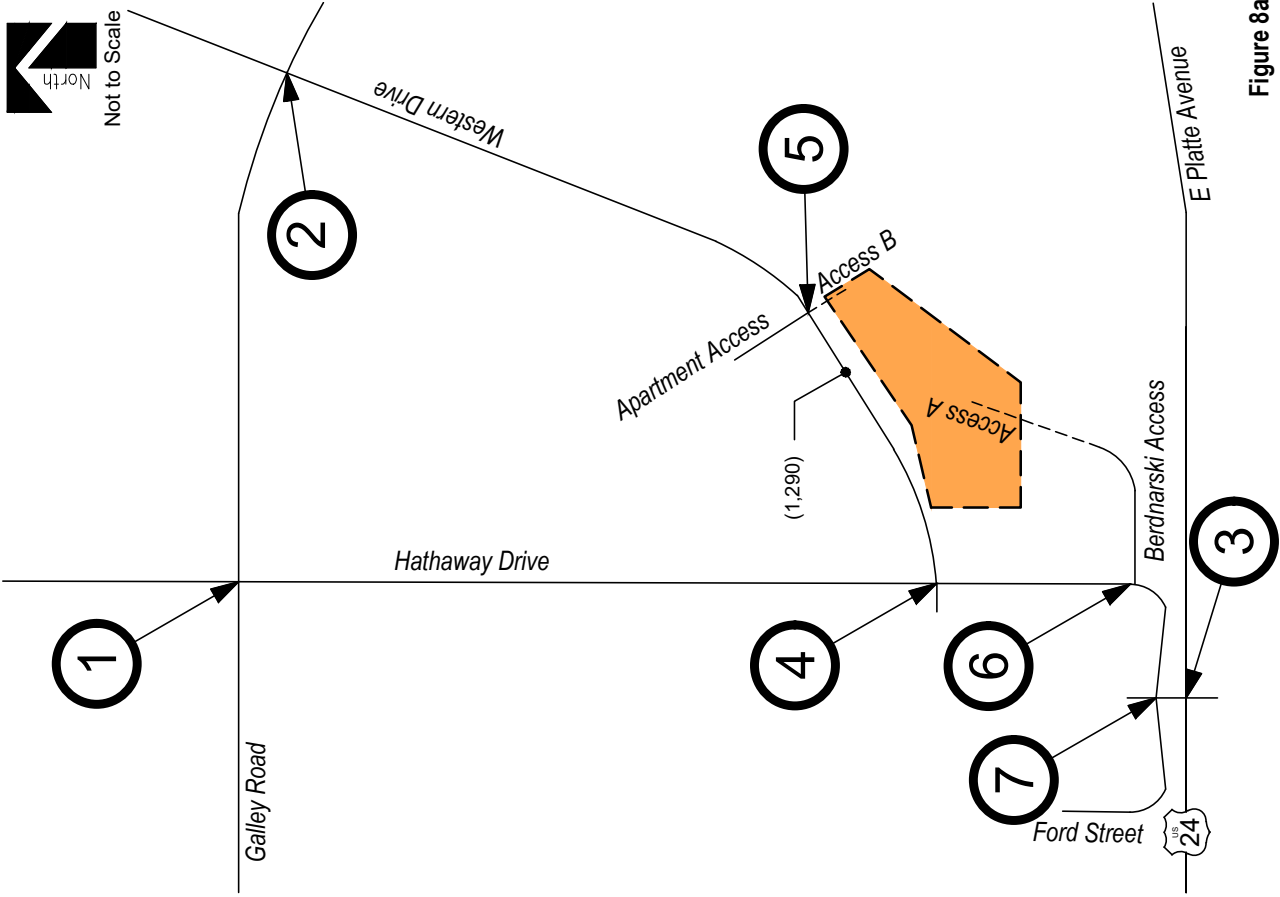 North
Not to Scale
2
Western Drive
5
Access B
Apartment Access
E Platte Avenue
Figure 8a
(1,290)
Access A
Berdnarski Access
Hathaway Drive
1
3
4
6
Galley Road
7
Ford Street
US
24